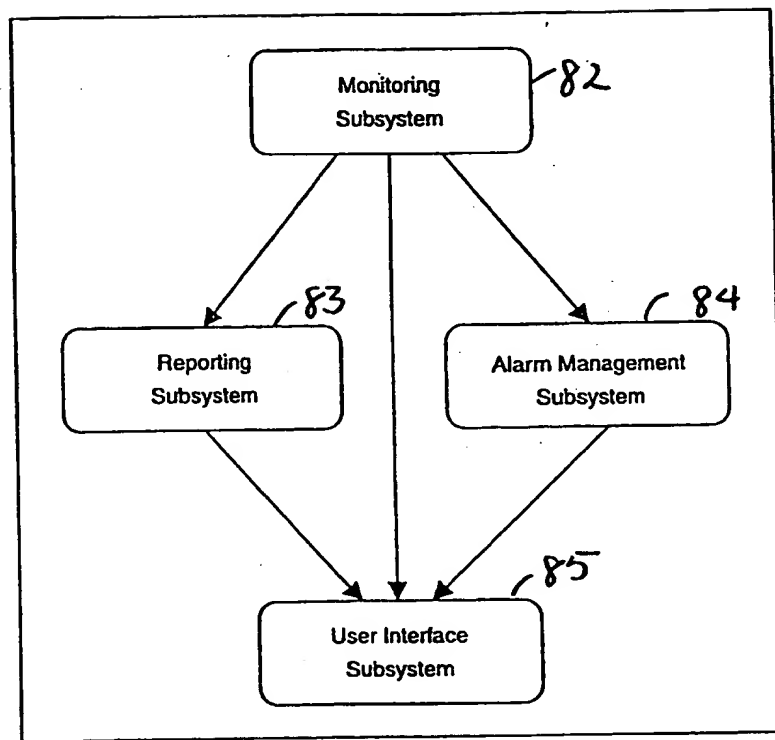 Monitoring
Subsystem
82
Reporting
Subsystem
83
Alarm Management
Subsystem
84
User Interface
Subsystem
85